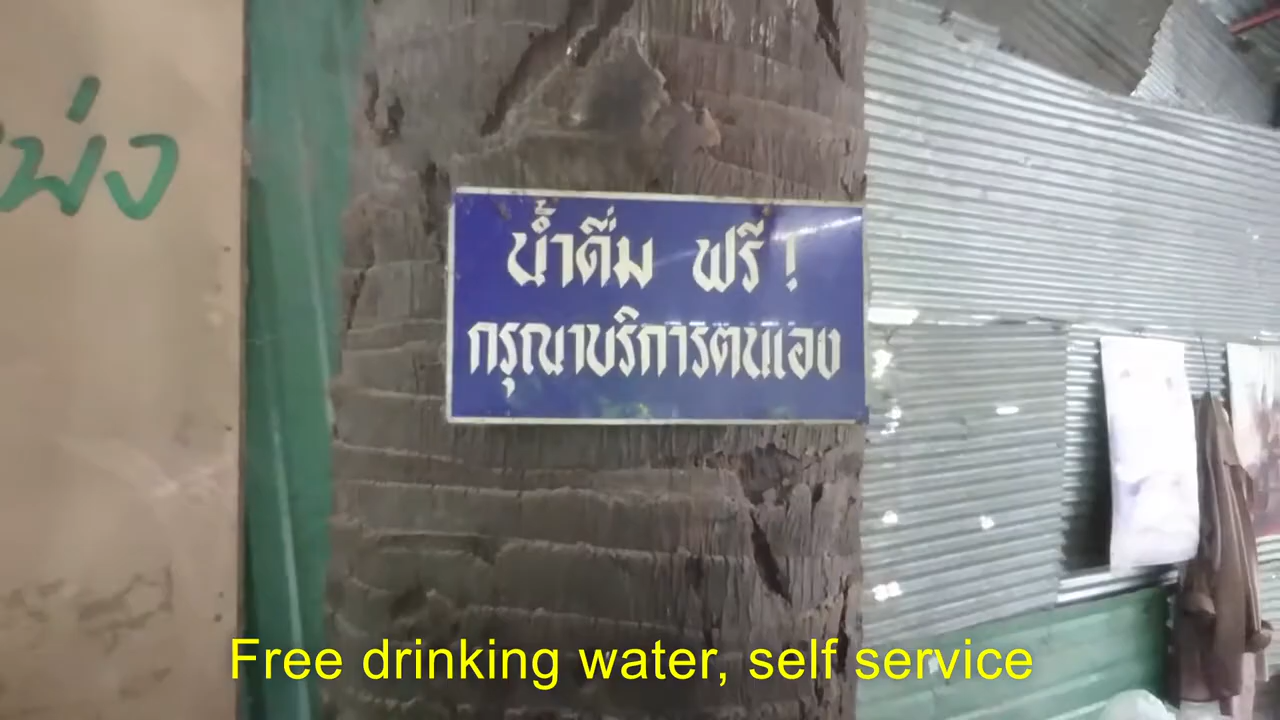 น้ำดื่ม ฟรี !
กรุณาบริการตนเอง
Free drinking water, self service